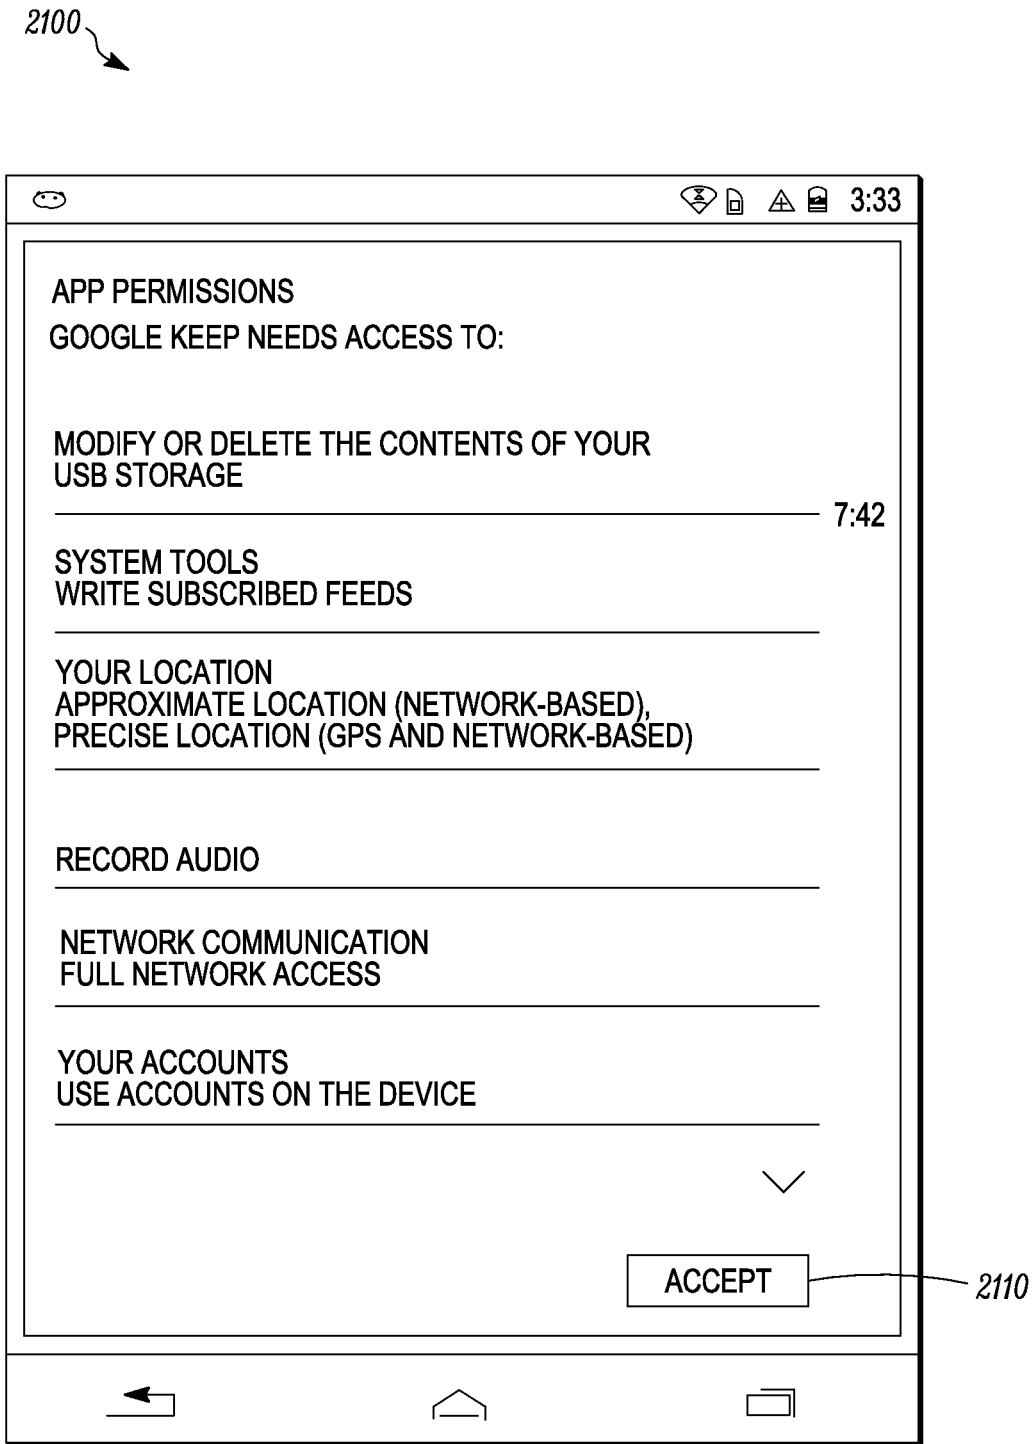 2100
3:33
APP PERMISSIONS
GOOGLE KEEP NEEDS ACCESS TO:
MODIFY OR DELETE THE CONTENTS OF YOUR
USB STORAGE
7:42
SYSTEM TOOLS
WRITE SUBSCRIBED FEEDS
YOUR LOCATION
APPROXIMATE LOCATION (NETWORK-BASED),
PRECISE LOCATION (GPS AND NETWORK-BASED)
RECORD AUDIO
NETWORK COMMUNICATION
FULL NETWORK ACCESS
YOUR ACCOUNTS
USE ACCOUNTS ON THE DEVICE
ACCEPT
2110